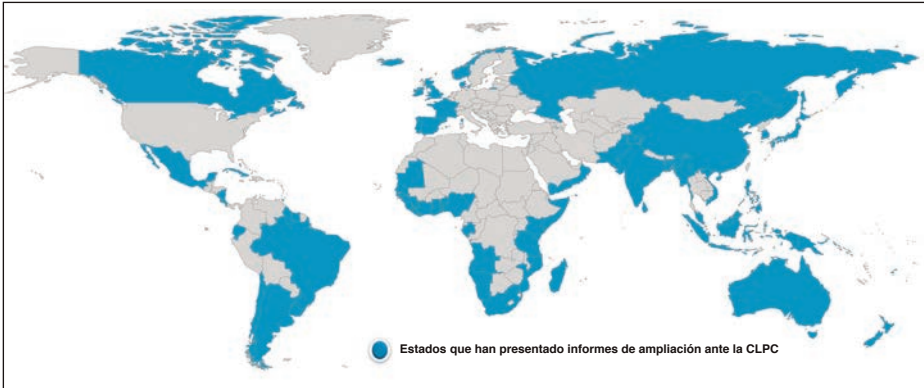 Estados que han presentado informes de ampliación ante la CLPC